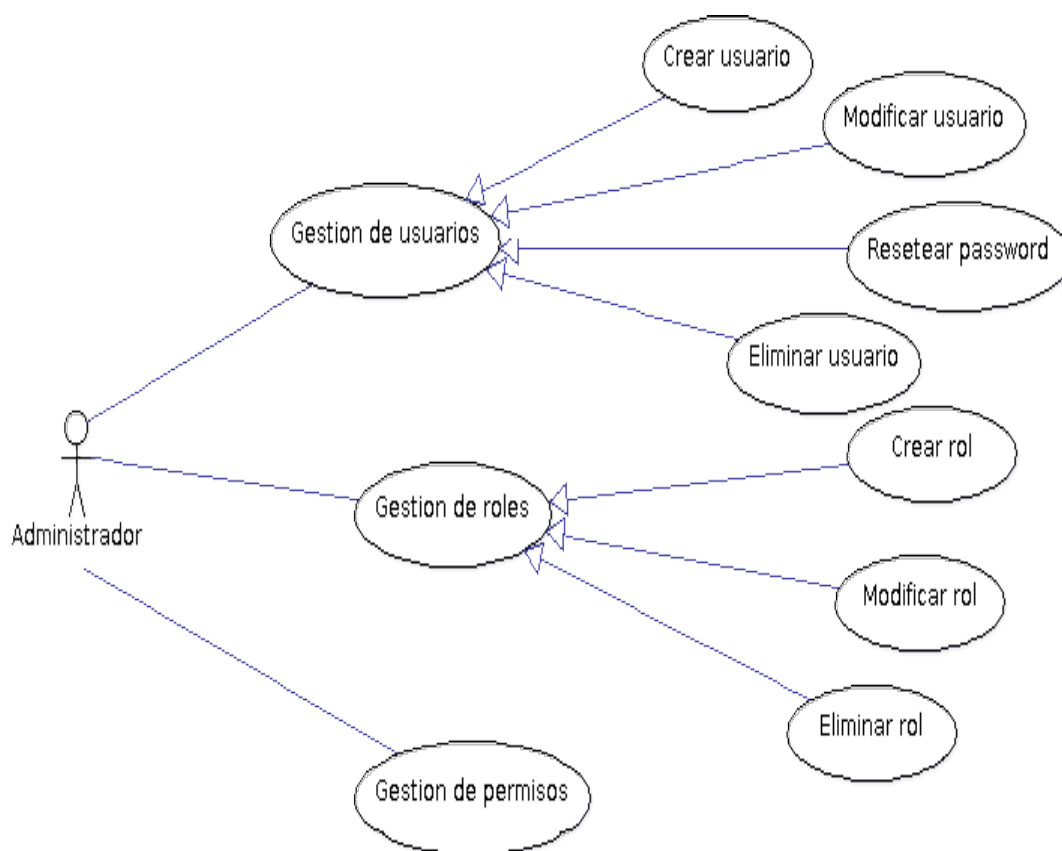 Crear usuario
Modificar usuario
Gestion de usuarios
Resetear password
Eliminar usuario
Crear rol
Gestion de roles
Administrador
Modificar rol
Eliminar rol
Gestion de permisos